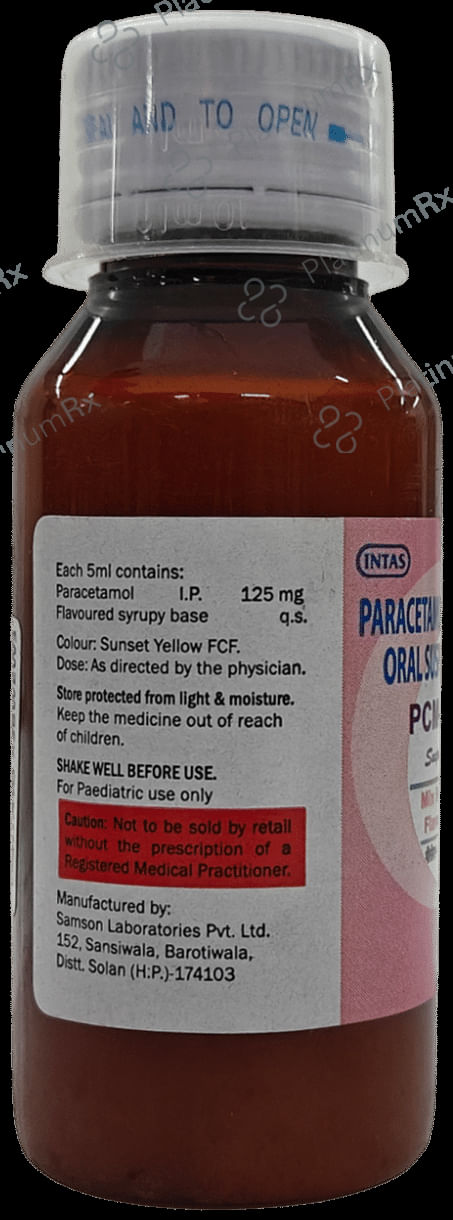 AND TO OPEN
PlatinumRx
Each 5ml contains:
Paracetamol I.P. 125 mg
Flavoured syrupy base q.s.
Colour: Sunset Yellow FCF.
Dose: As directed by the physician.
Store protected from light & moisture.
Keep the medicine out of reach
of children.
SHAKE WELL BEFORE USE.
For Paediatric use only
Caution: Not to be sold by retail
without the prescription of a
Registered Medical Practitioner.
Manufactured by:
Samson Laboratories Pvt. Ltd.
152, Sansiwala, Barotiwala,
Distt. Solan (H.P.)-174103
INTAS
PARACETA
ORAL SUS
PCM